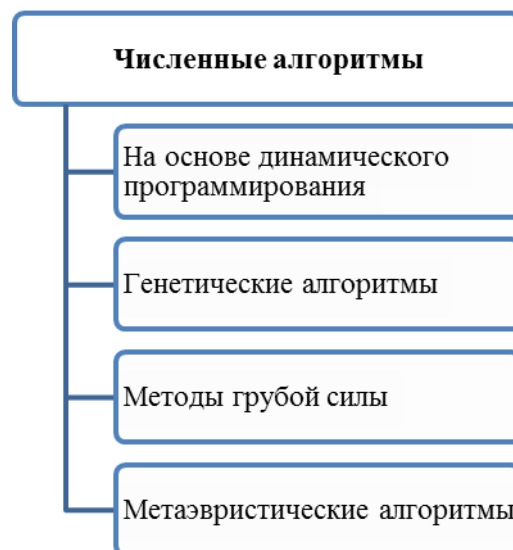 Численные алгоритмы
На основе динамического
программирования
Генетические алгоритмы
Методы грубой силы
Метаэвристические алгоритмы